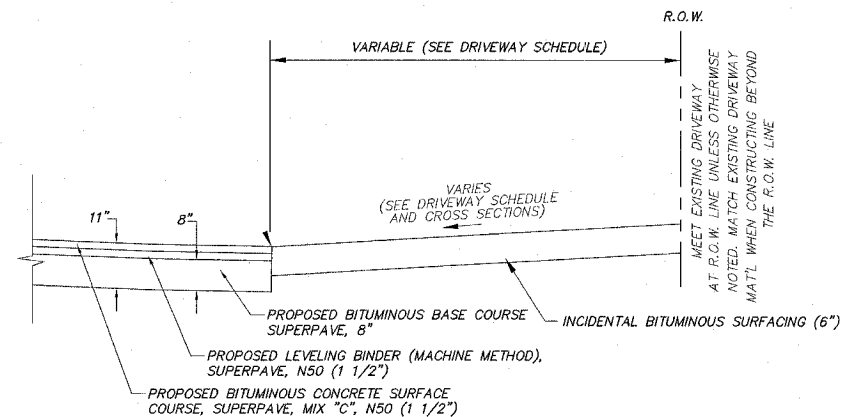 R.O.W.
VARIABLE (SEE DRIVEWAY SCHEDULE)
MEET EXISTING DRIVEWAY
AT R.O.W. LINE UNLESS OTHERWISE
NOTED. MATCH EXISTING DRIVEWAY
MAT'L WHEN CONSTRUCTING BEYOND
THE R.O.W. LINE
VARIES
(SEE DRIVEWAY SCHEDULE
AND CROSS SECTIONS)
11"
8"
PROPOSED BITUMINOUS BASE COURSE
SUPERPAVE, 8"
INCIDENTAL BITUMINOUS SURFACING (6")
PROPOSED LEVELING BINDER (MACHINE METHOD),
SUPERPAVE, N50 (1 1/2")
PROPOSED BITUMINOUS CONCRETE SURFACE
COURSE, SUPERPAVE, MIX "C", N50 (1 1/2")